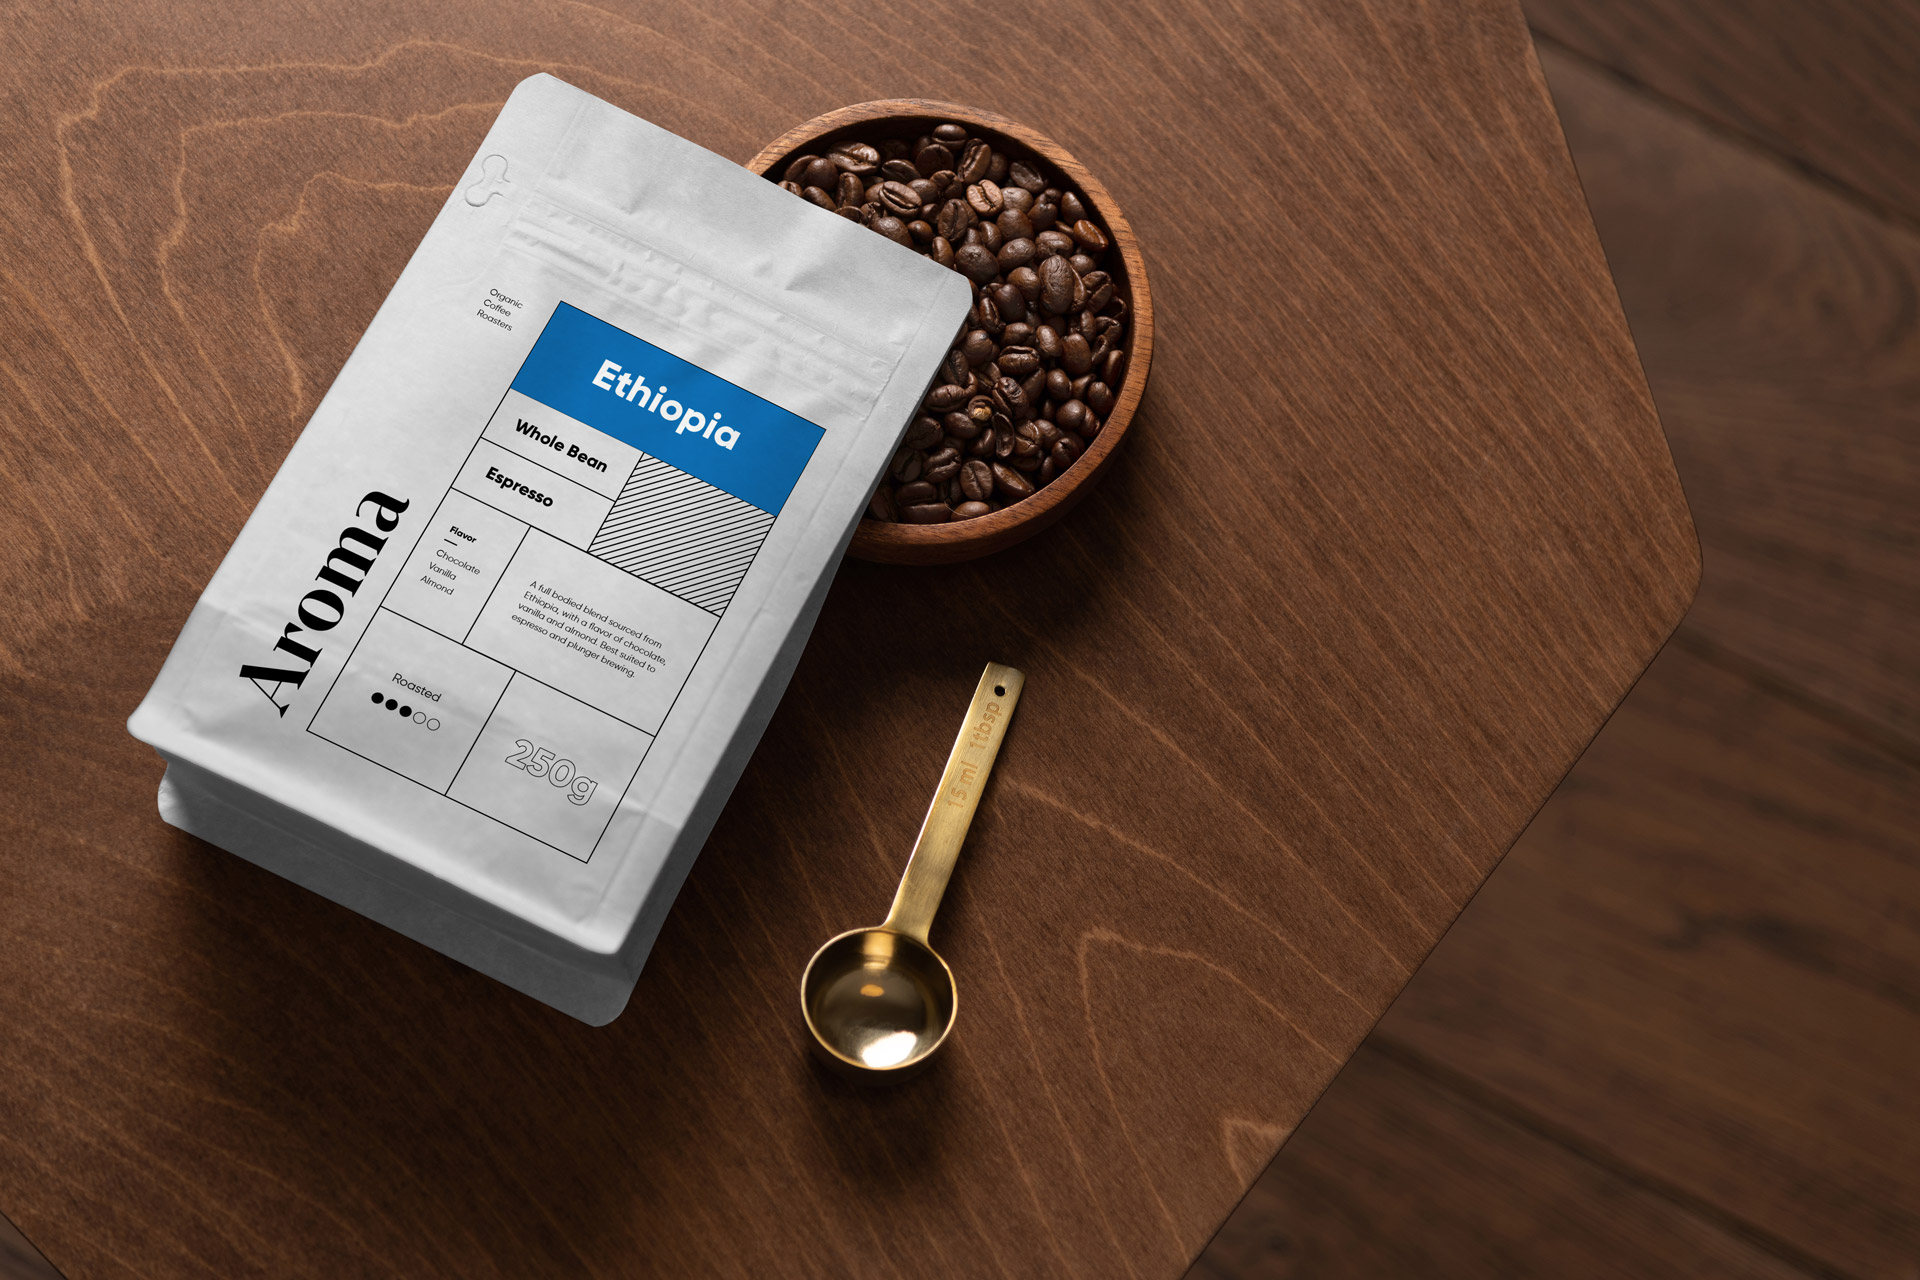 Organic
Coffee
Roasters
Ethiopia
Whole Bean
Espresso
Flavor
Chocolate
Vanilla
Almond
A full bodied blend sourced from
Ethiopia, with a flavor of chocolate,
vanilla and almond. Best suited to
espresso and plunger brewing.
Roasted
250g
Aroma
15 ml 1tbsp